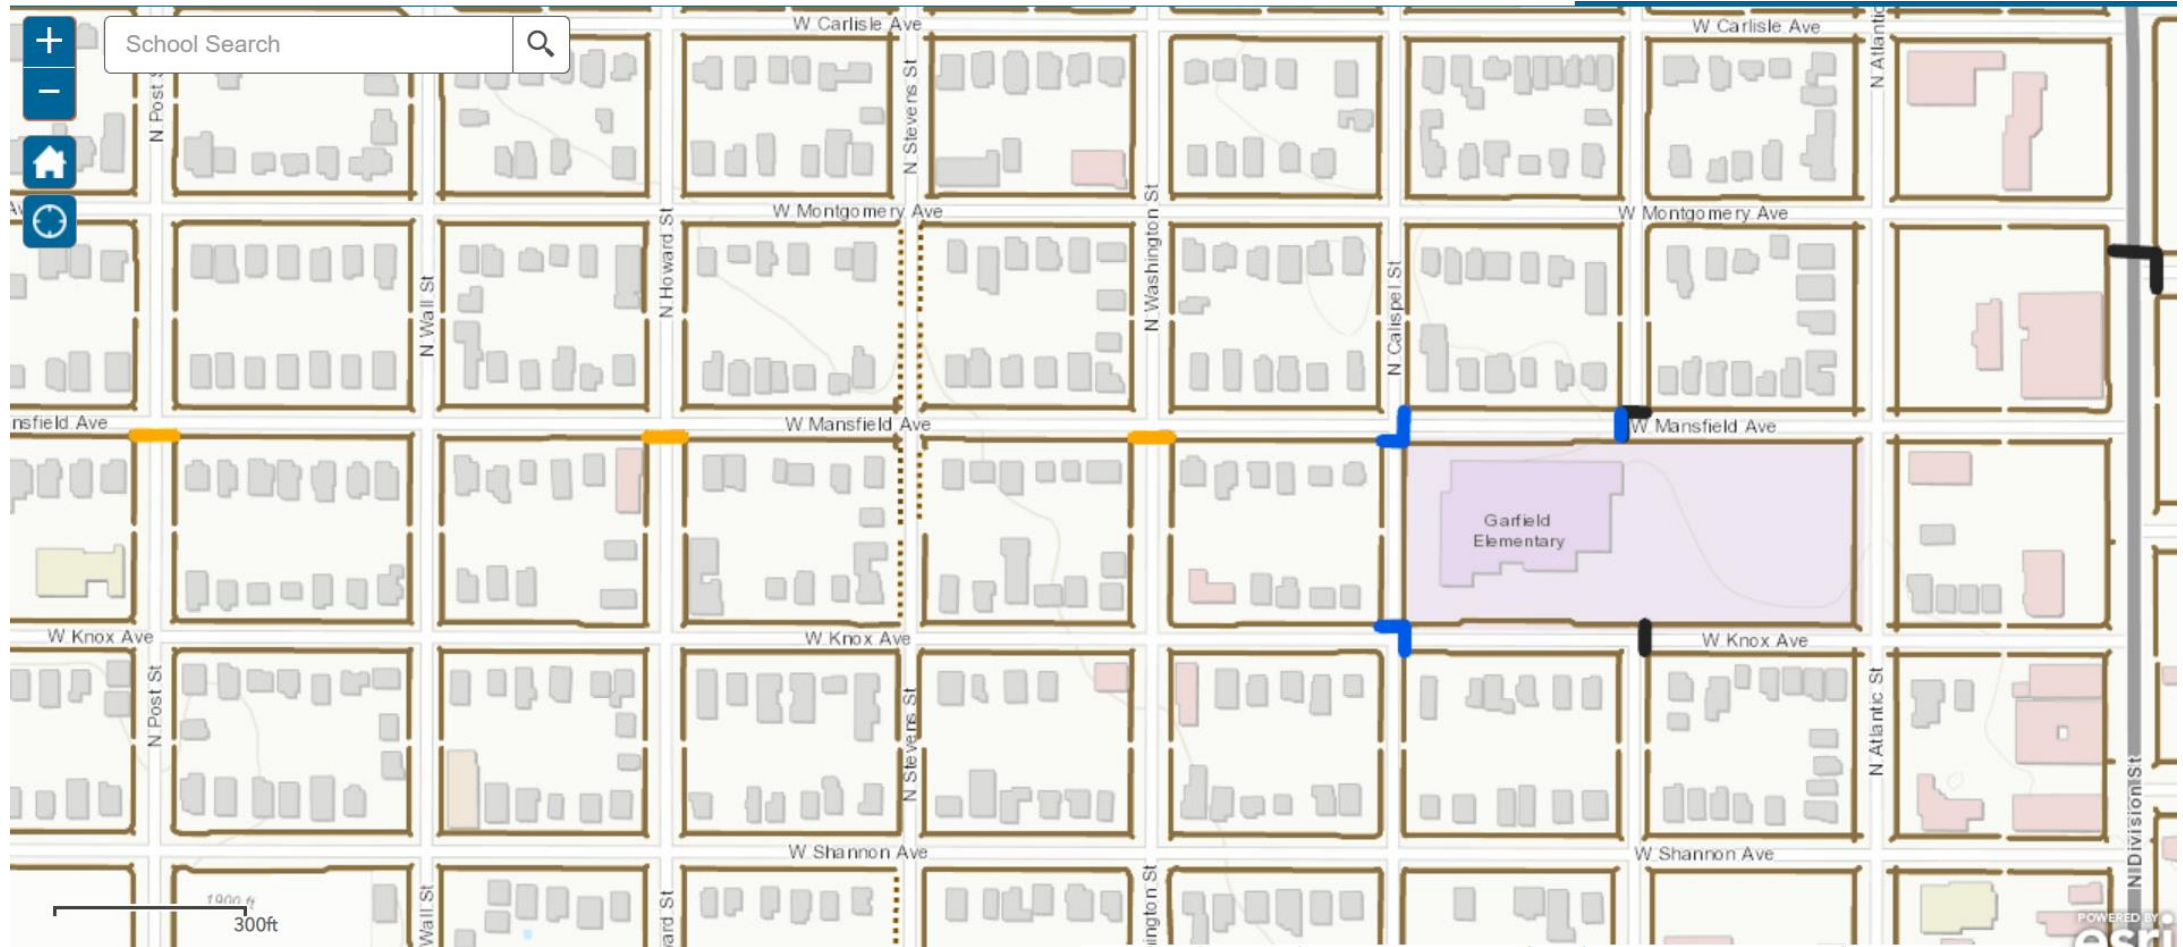 W Carlisle Ave
W Carlisle Ave
+
School Search
−
N Post S
N Stevens St
N Atlantic
W Montgomery Ave
W Montgomery Ave
N Howard St
N Washington St
N Wall St
N Calispel St
nsfield Ave
W Mansfield Ave
W Mansfield Ave
Garfield
Elementary
W Knox Ave
W Knox Ave
W Knox Ave
N Post St
N Stevens St
N Atlantic St
N Division St
W Shannon Ave
W Shannon Ave
Wall St
ard St
ington St
1900 ft
300ft
POWERED BY
esri